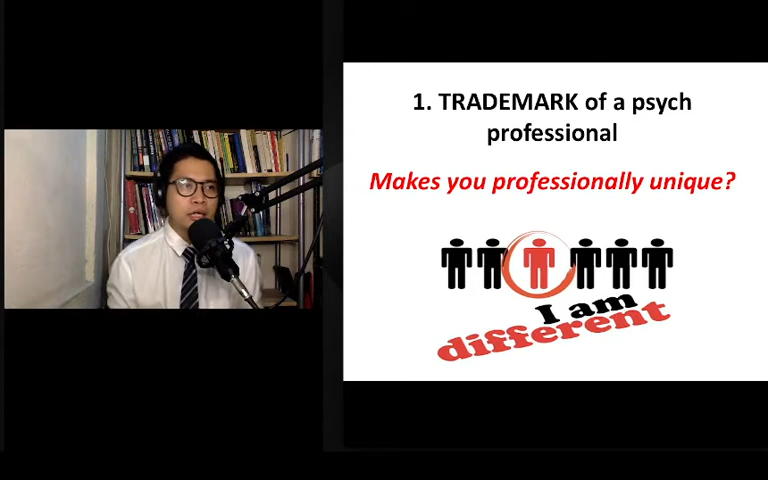 1. TRADEMARK of a psych
professional
Makes you professionally unique?
I am
different